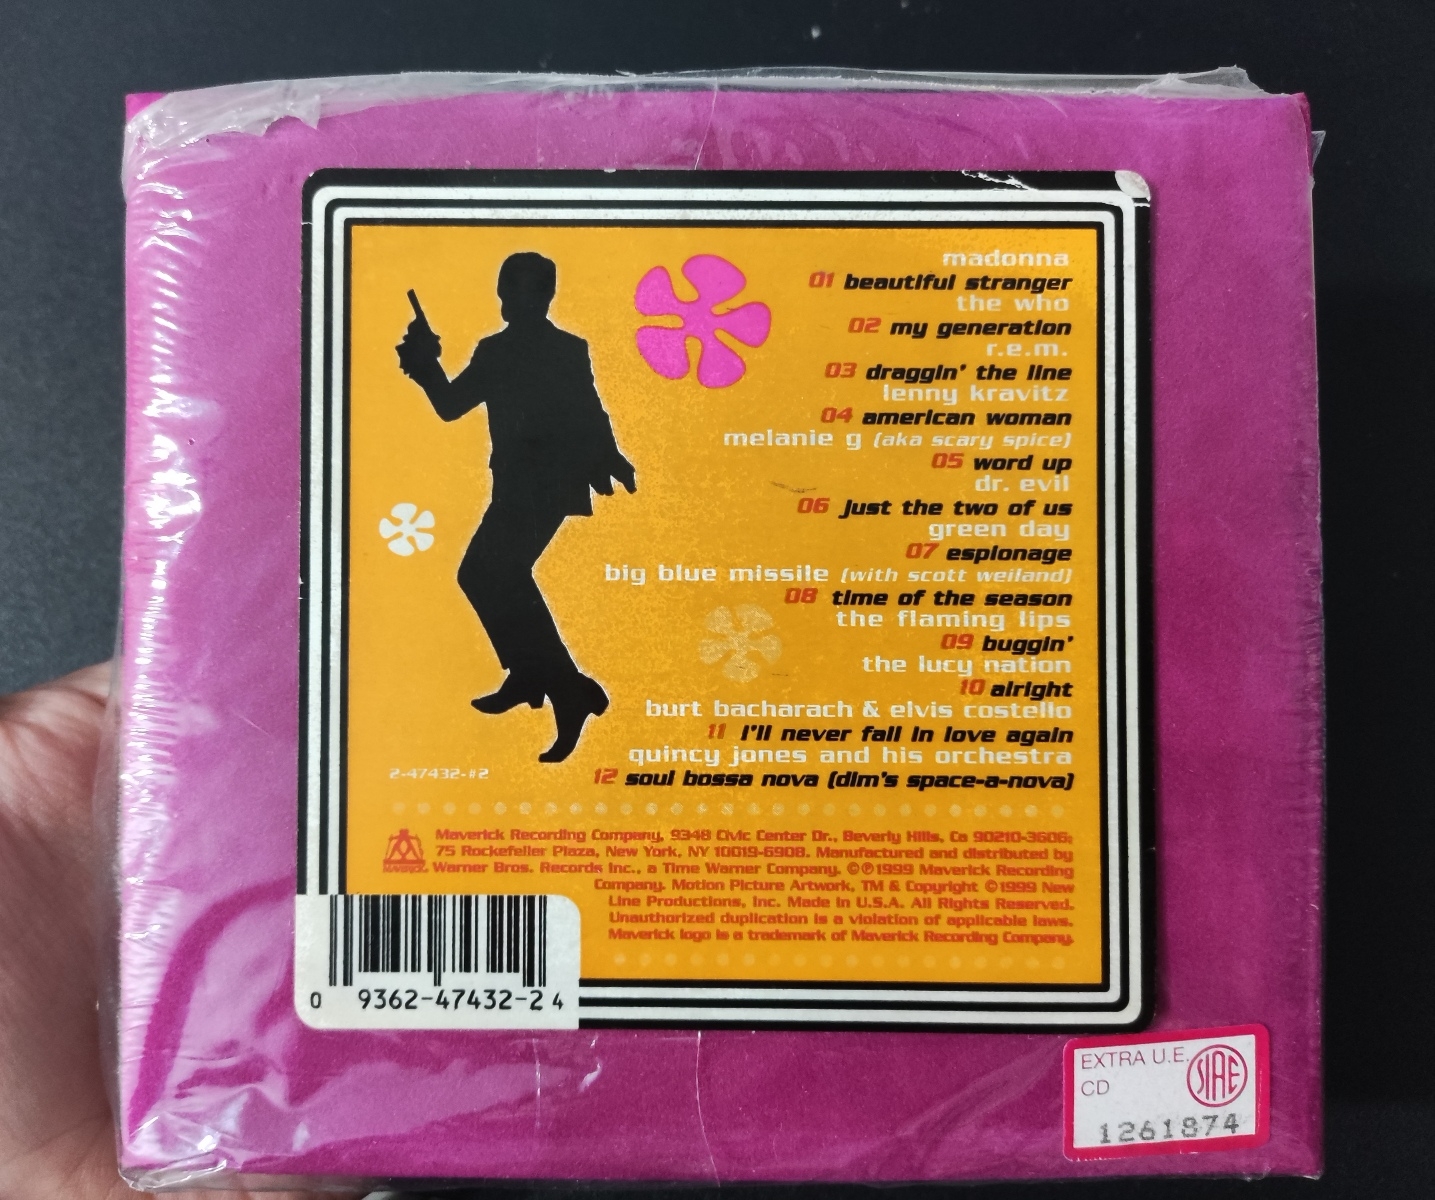 madonna
01 beautiful stranger
the who
02 my generation
r.e.m.
03 draggin' the line
lenny kravitz
04 american woman
melanie g (aka scary spice)
05 word up
dr. evil
06 just the two of us
green day
07 espionage
big blue missile (with scott weiland)
08 time of the season
the flaming lips
09 buggin'
the lucy nation
10 alright
burt bacharach & elvis costello
11 I'll never fall in love again
quincy jones and his orchestra
12 soul bossa nova (dim's space-a-nova)
2-47432-#2
Maverick Recording Company, 9348 Civic Center Dr., Beverly Hills, Ca 90210-3606;
75 Rockefeller Plaza, New York, NY 10019-6908. Manufactured and distributed by
Warner Bros. Records Inc., a Time Warner Company. ©℗1999 Maverick Recording
Company. Motion Picture Artwork, TM & Copyright ©1999 New
Line Productions, Inc. Made in U.S.A. All Rights Reserved.
Unauthorized duplication is a violation of applicable laws.
Maverick logo is a trademark of Maverick Recording Company.
0 9362-47432-2 4
EXTRA U.E. SIAE
CD
1261874